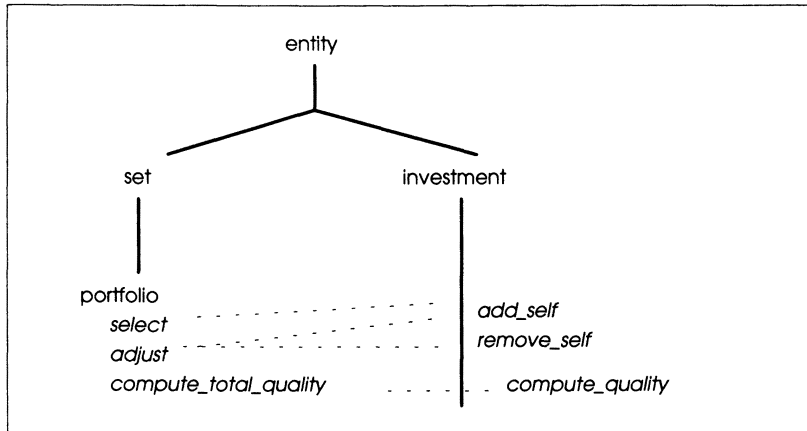 entity
set investment
portfolio
select add_self
adjust remove_self
compute_total_quality compute_quality